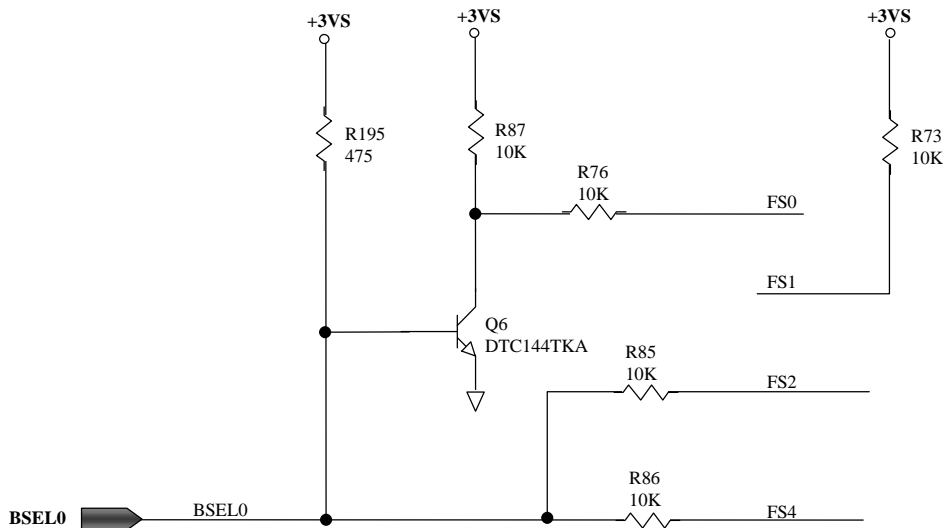 +3VS
+3VS
+3VS
R195
475
R87
10K
R73
10K
R76
10K
FS0
FS1
Q6
DTC144TKA
R85
10K
FS2
R86
10K
BSEL0
BSEL0
FS4